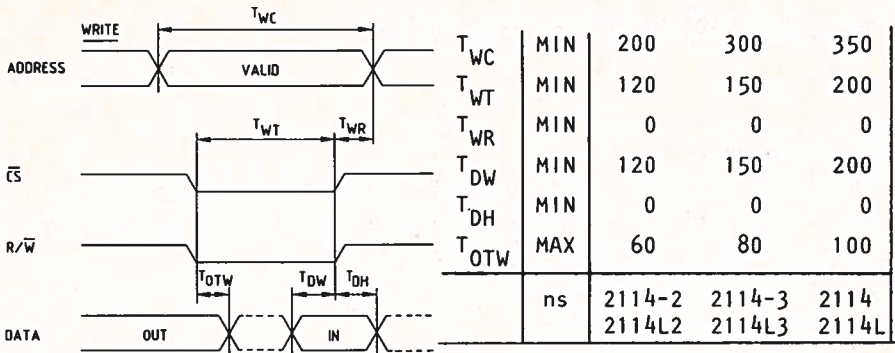 WRITE
T_WC
ADDRESS
VALID
T_WT
T_WR
C̅S̅
R/W̅
T_OTW
T_DW
T_DH
DATA
OUT
IN
T_WC MIN 200 300 350
T_WT MIN 120 150 200
T_WR MIN 0 0 0
T_DW MIN 120 150 200
T_DH MIN 0 0 0
T_OTW MAX 60 80 100
ns 2114-2 2114-3 2114
2114L2 2114L3 2114L